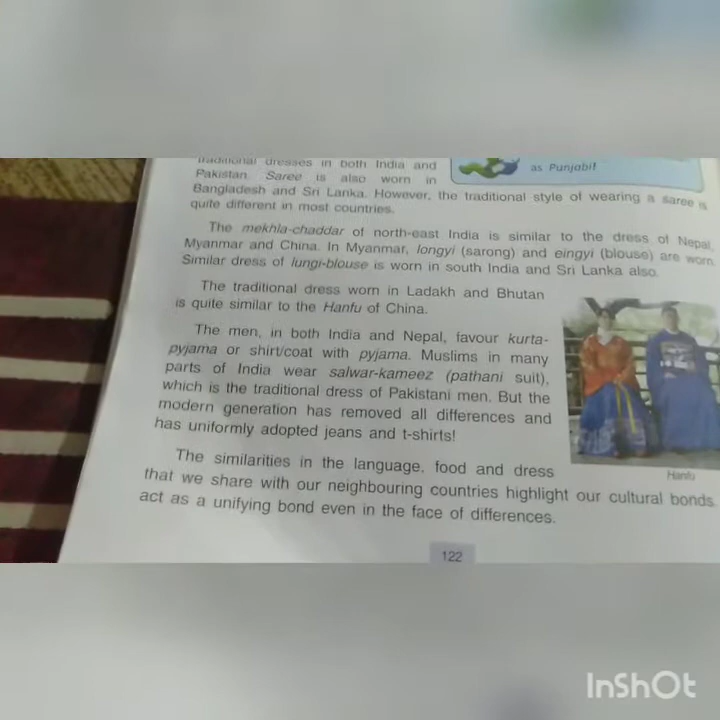 traditional dresses in both India and
Pakistan. Saree is also worn in
Bangladesh and Sri Lanka. However, the traditional style of wearing a saree is
quite different in most countries.
as Punjabi!
The mekhla-chaddar of north-east India is similar to the dress of Nepal,
Myanmar and China. In Myanmar, longyi (sarong) and eingyi (blouse) are worn.
Similar dress of lungi-blouse is worn in south India and Sri Lanka also.
The traditional dress worn in Ladakh and Bhutan
is quite similar to the Hanfu of China.
The men, in both India and Nepal, favour kurta-
pyjama or shirt/coat with pyjama. Muslims in many
parts of India wear salwar-kameez (pathani suit),
which is the traditional dress of Pakistani men. But the
modern generation has removed all differences and
has uniformly adopted jeans and t-shirts!
Hanfu
The similarities in the language, food and dress
that we share with our neighbouring countries highlight our cultural bonds
act as a unifying bond even in the face of differences.
122
InShOt